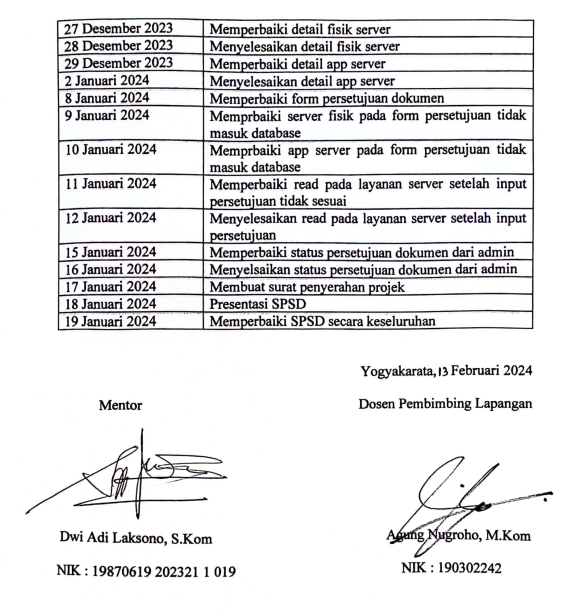 27 Desember 2023 Memperbaiki detail fisik server
28 Desember 2023 Menyelesaikan detail fisik server
29 Desember 2023 Memperbaiki detail app server
2 Januari 2024 Menyelesaikan detail app server
8 Januari 2024 Memperbaiki form persetujuan dokumen
9 Januari 2024 Memprbaiki server fisik pada form persetujuan tidak
masuk database
10 Januari 2024 Memprbaiki app server pada form persetujuan tidak
masuk database
11 Januari 2024 Memperbaiki read pada layanan server setelah input
persetujuan tidak sesuai
12 Januari 2024 Menyelesaikan read pada layanan server setelah input
persetujuan
15 Januari 2024 Memperbaiki status persetujuan dokumen dari admin
16 Januari 2024 Menyelsaikan status persetujuan dokumen dari admin
17 Januari 2024 Membuat surat penyerahan projek
18 Januari 2024 Presentasi SPSD
19 Januari 2024 Memperbaiki SPSD secara keseluruhan
Yogyakarata, 13 Februari 2024
Mentor Dosen Pembimbing Lapangan
Dwi Adi Laksono, S.Kom Agung Nugroho, M.Kom
NIK : 19870619 202321 1 019 NIK : 190302242